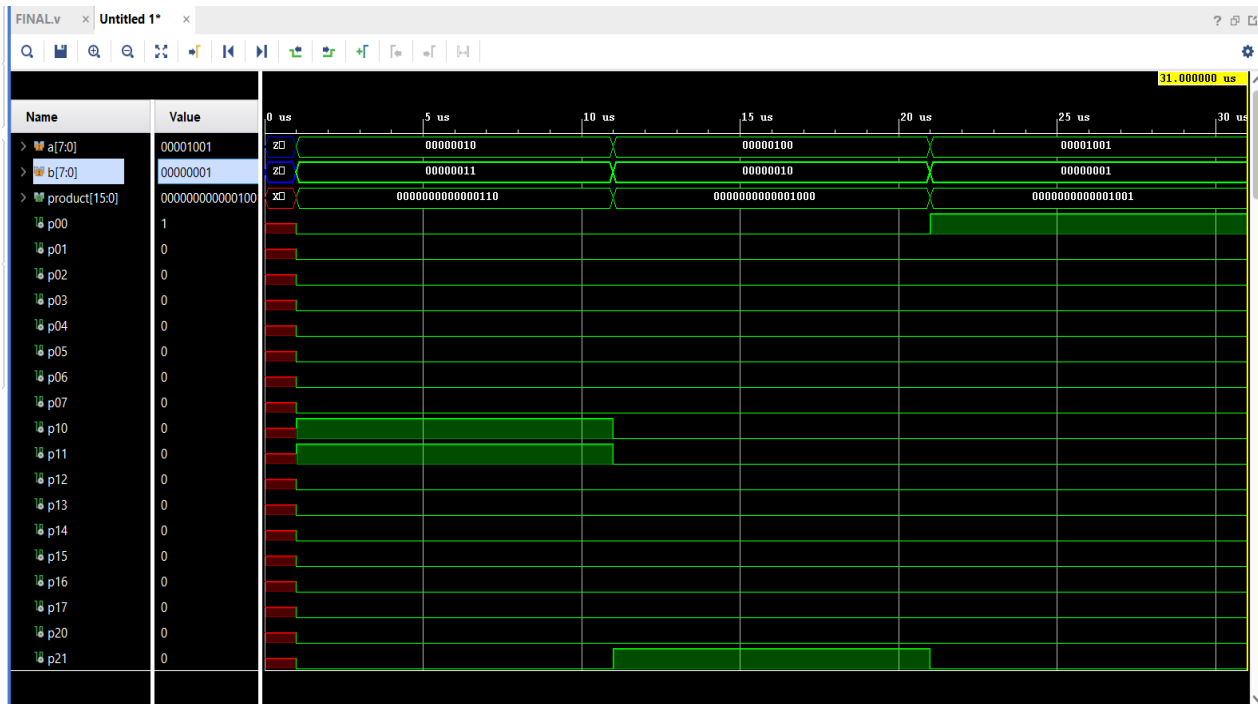 FINAL.v × Untitled 1* × ?
31.000000 us
Name Value 0 us 5 us 10 us 15 us 20 us 25 us 30 us
a[7:0] 00001001 Z 00000010 00000100 00001001
b[7:0] 00000001 Z 00000011 00000010 00000001
product[15:0] 000000000000100 X 0000000000000110 0000000000001000 0000000000001001
p00 1
p01 0
p02 0
p03 0
p04 0
p05 0
p06 0
p07 0
p10 0
p11 0
p12 0
p13 0
p14 0
p15 0
p16 0
p17 0
p20 0
p21 0